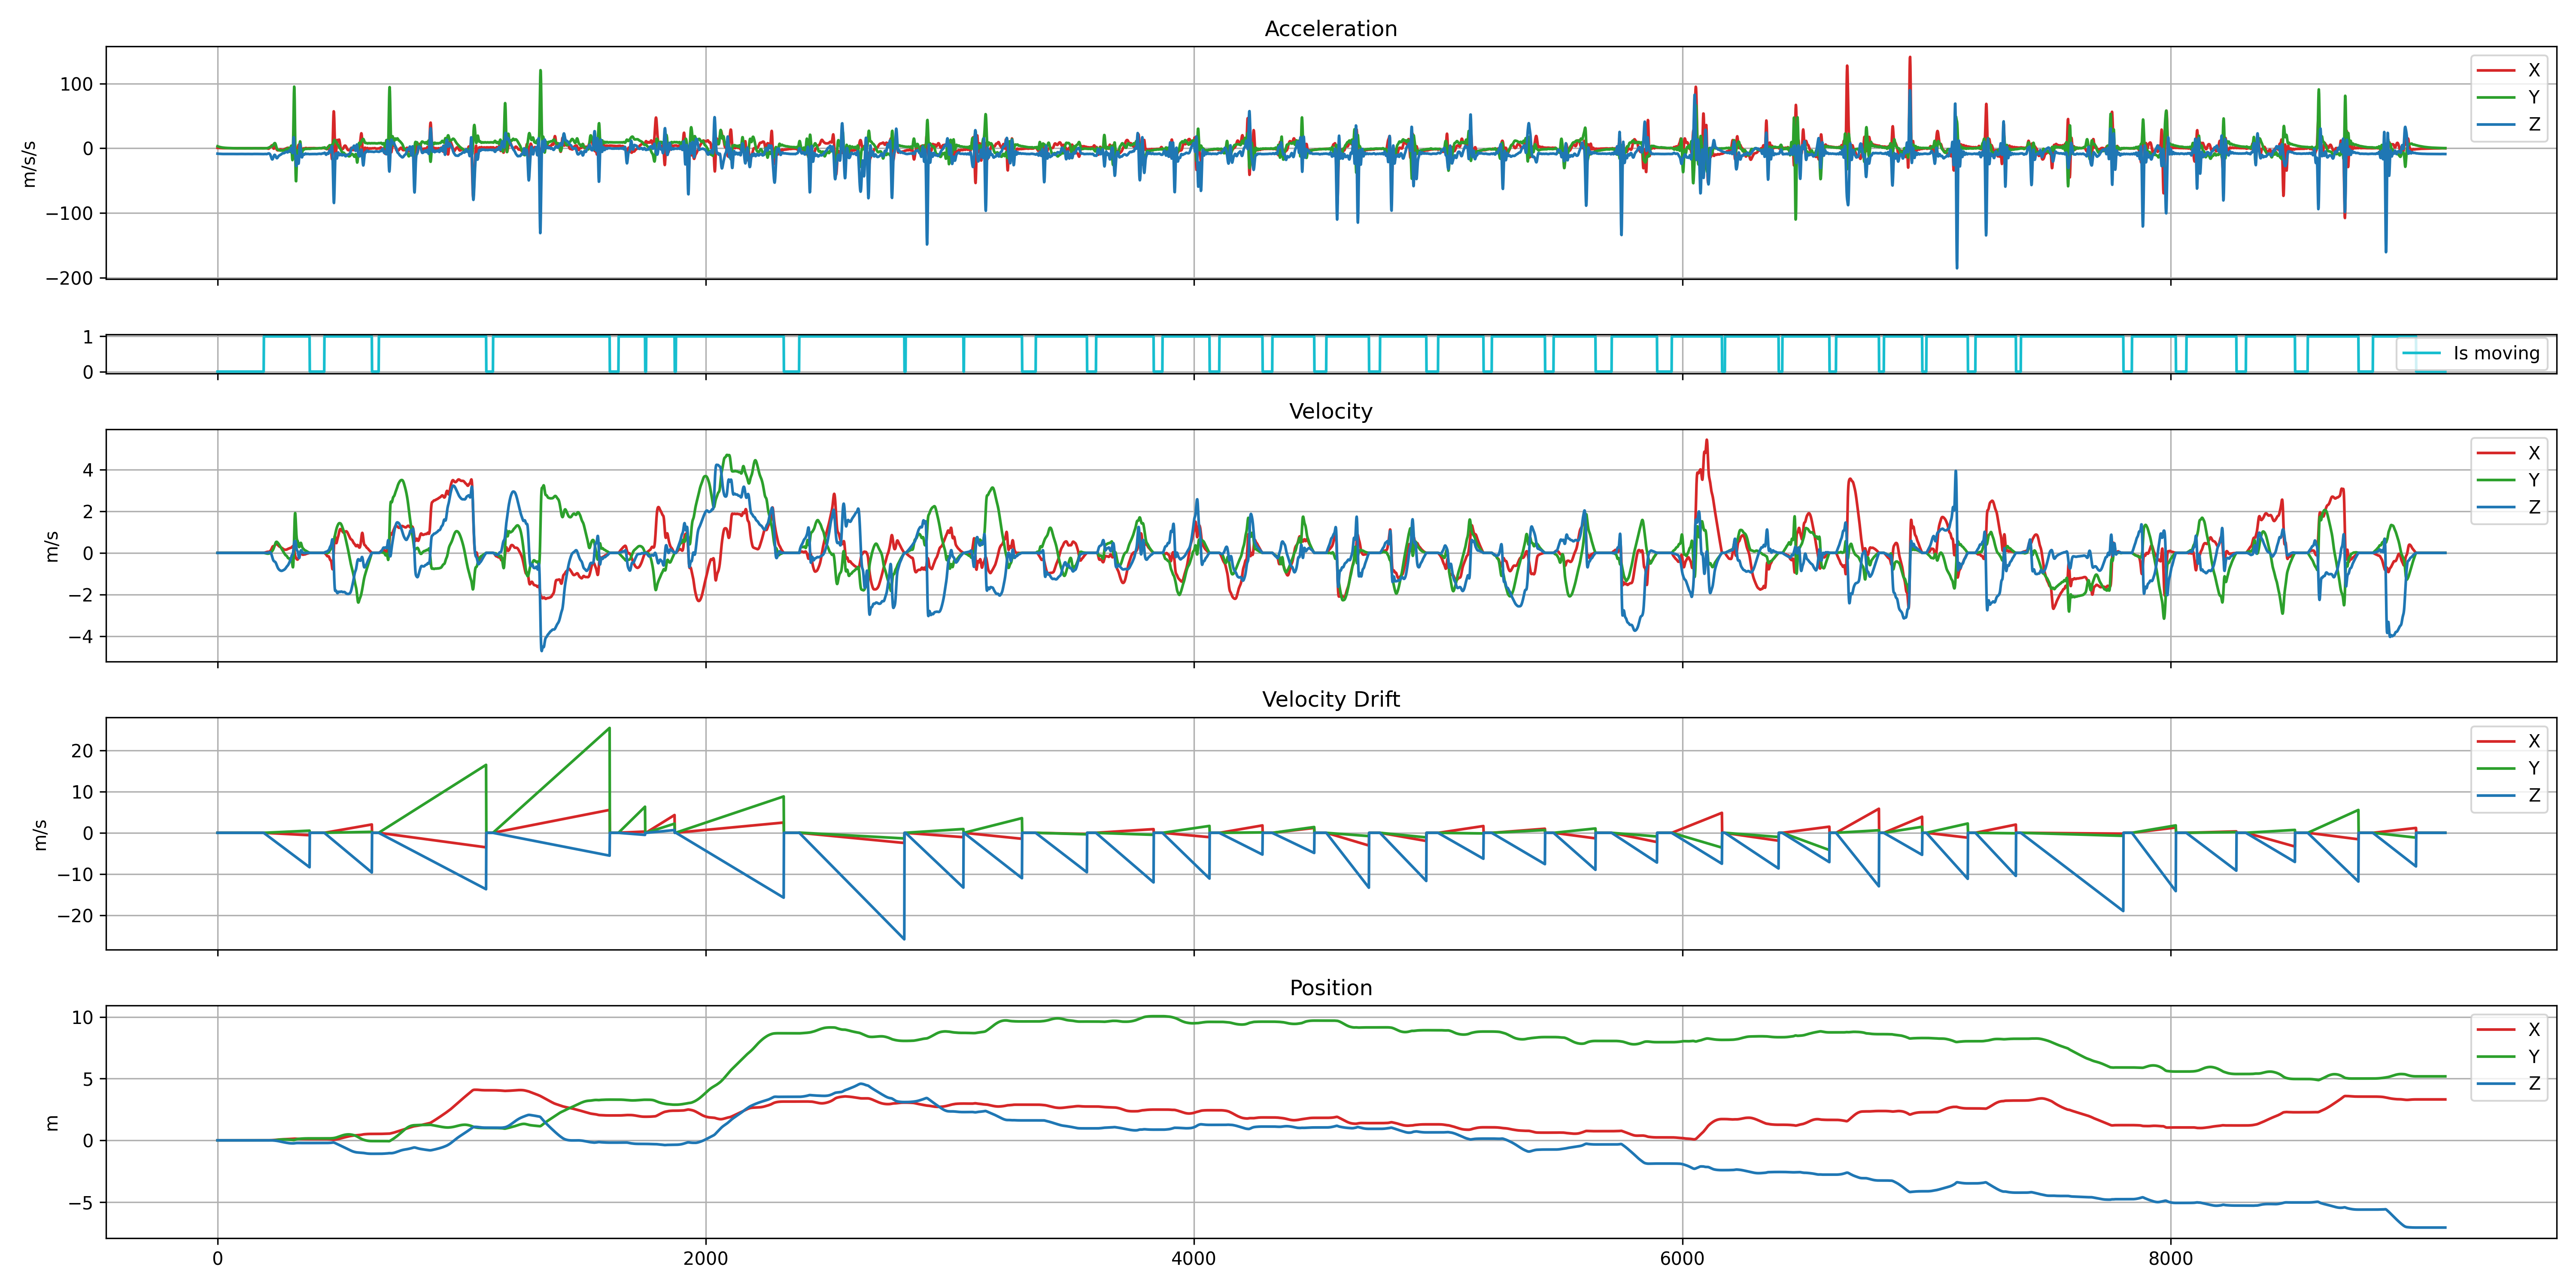 Acceleration
m/s/s
100
0
−100
−200
X
Y
Z
1
0
Is moving
Velocity
m/s
4
2
0
−2
−4
X
Y
Z
Velocity Drift
m/s
20
10
0
−10
−20
X
Y
Z
Position
m
10
5
0
−5
X
Y
Z
0 2000 4000 6000 8000